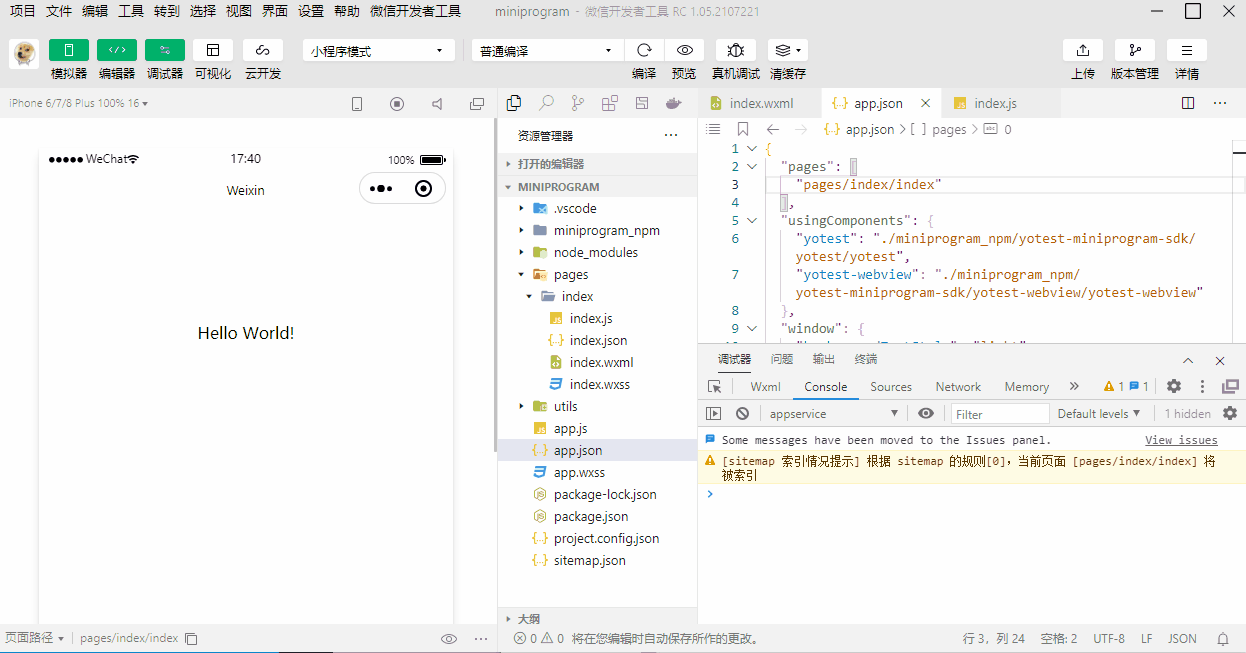 项目 文件 编辑 工具 转到 选择 视图 界面 设置 帮助 微信开发者工具 miniprogram - 微信开发者工具 RC 1.05.2107221
小程序模式 普通编译
模拟器 编辑器 调试器 可视化 云开发 编译 预览 真机调试 清缓存 上传 版本管理 详情
iPhone 6/7/8 Plus 100% 16
WeChat 17:40 100%
Weixin
Hello World!
页面路径 pages/index/index
资源管理器
打开的编辑器
MINIPROGRAM
.vscode
miniprogram_npm
node_modules
pages
index
index.js
index.json
index.wxml
index.wxss
utils
app.js
app.json
app.wxss
package-lock.json
package.json
project.config.json
sitemap.json
大纲
index.wxml app.json index.js
{..} app.json > [ ] pages > abc 0
1 {
2 "pages": [
3 "pages/index/index"
4 ],
5 "usingComponents": {
6 "yotest": "./miniprogram_npm/yotest-miniprogram-sdk/
yotest/yotest",
7 "yotest-webview": "./miniprogram_npm/
yotest-miniprogram-sdk/yotest-webview/yotest-webview"
8 },
9 "window": {
调试器 问题 输出 终端
Wxml Console Sources Network Memory » 1 1
appservice Filter Default levels 1 hidden
Some messages have been moved to the Issues panel. View issues
[sitemap 索引情况提示] 根据 sitemap 的规则[0]，当前页面 [pages/index/index] 将
被索引
0 0 将在您编辑时自动保存所作的更改。 行 3，列 24 空格: 2 UTF-8 LF JSON